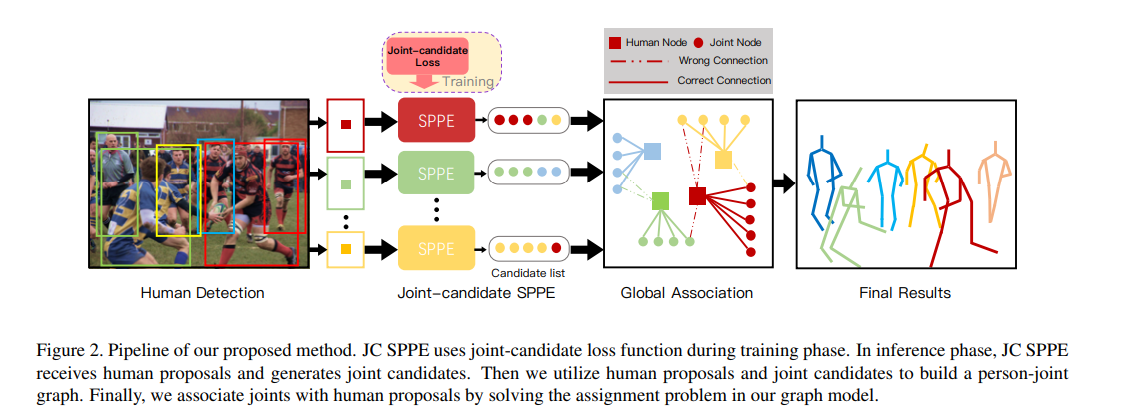 Joint-candidate
Loss
Training
Human Node
Joint Node
Wrong Connection
Correct Connection
SPPE
SPPE
SPPE
Candidate list
Human Detection
Joint-candidate SPPE
Global Association
Final Results
Figure 2. Pipeline of our proposed method. JC SPPE uses joint-candidate loss function during training phase. In inference phase, JC SPPE
receives human proposals and generates joint candidates. Then we utilize human proposals and joint candidates to build a person-joint
graph. Finally, we associate joints with human proposals by solving the assignment problem in our graph model.